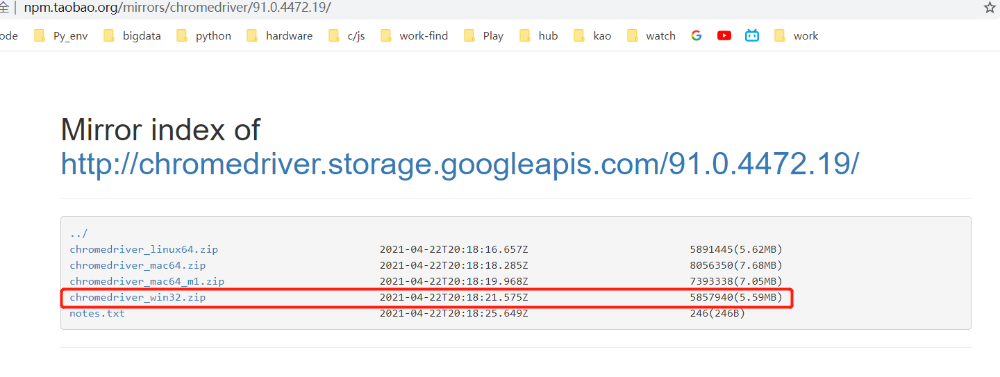 全 npm.taobao.org/mirrors/chromedriver/91.0.4472.19/
ode Py_env bigdata python hardware c/js work-find Play hub kao watch work
Mirror index of
http://chromedriver.storage.googleapis.com/91.0.4472.19/
../
chromedriver_linux64.zip 2021-04-22T20:18:16.657Z 5891445(5.62MB)
chromedriver_mac64.zip 2021-04-22T20:18:18.285Z 8056350(7.68MB)
chromedriver_mac64_m1.zip 2021-04-22T20:18:19.968Z 7393338(7.05MB)
chromedriver_win32.zip 2021-04-22T20:18:21.575Z 5857940(5.59MB)
notes.txt 2021-04-22T20:18:25.649Z 246(246B)